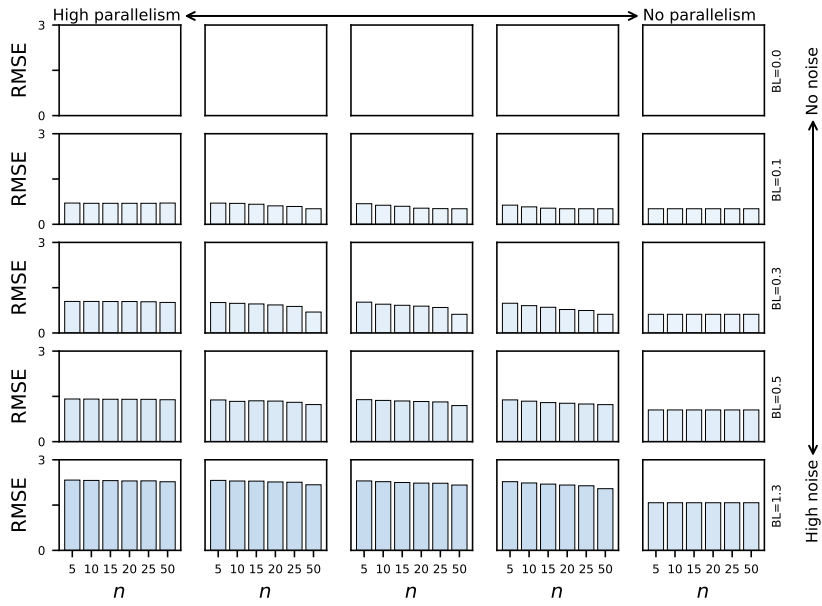 High parallelism
No parallelism
3
RMSE
0
BL=0.0
No noise
3
RMSE
0
BL=0.1
3
RMSE
0
BL=0.3
3
RMSE
0
BL=0.5
3
RMSE
0
BL=1.3
High noise
5 10 15 20 25 50
5 10 15 20 25 50
5 10 15 20 25 50
5 10 15 20 25 50
5 10 15 20 25 50
n
n
n
n
n